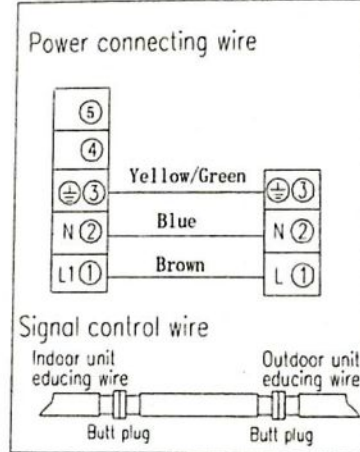 Power connecting wire
⑤
④
⏚ ③ Yellow/Green ⏚ ③
N ② Blue N ②
L1 ① Brown L ①
Signal control wire
Indoor unit Outdoor unit
educing wire educing wire
Butt plug Butt plug